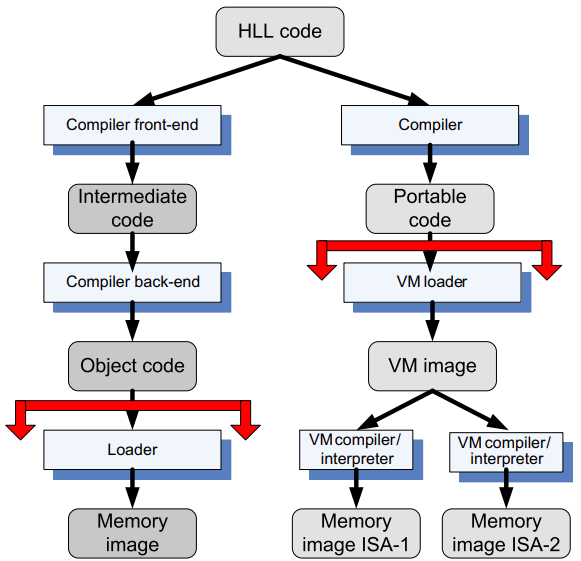 HLL code
Compiler front-end
Compiler
Intermediate
code
Portable
code
Compiler back-end
VM loader
Object code
VM image
Loader
VM compiler/
interpreter
VM compiler/
interpreter
Memory
image
Memory
image ISA-1
Memory
image ISA-2